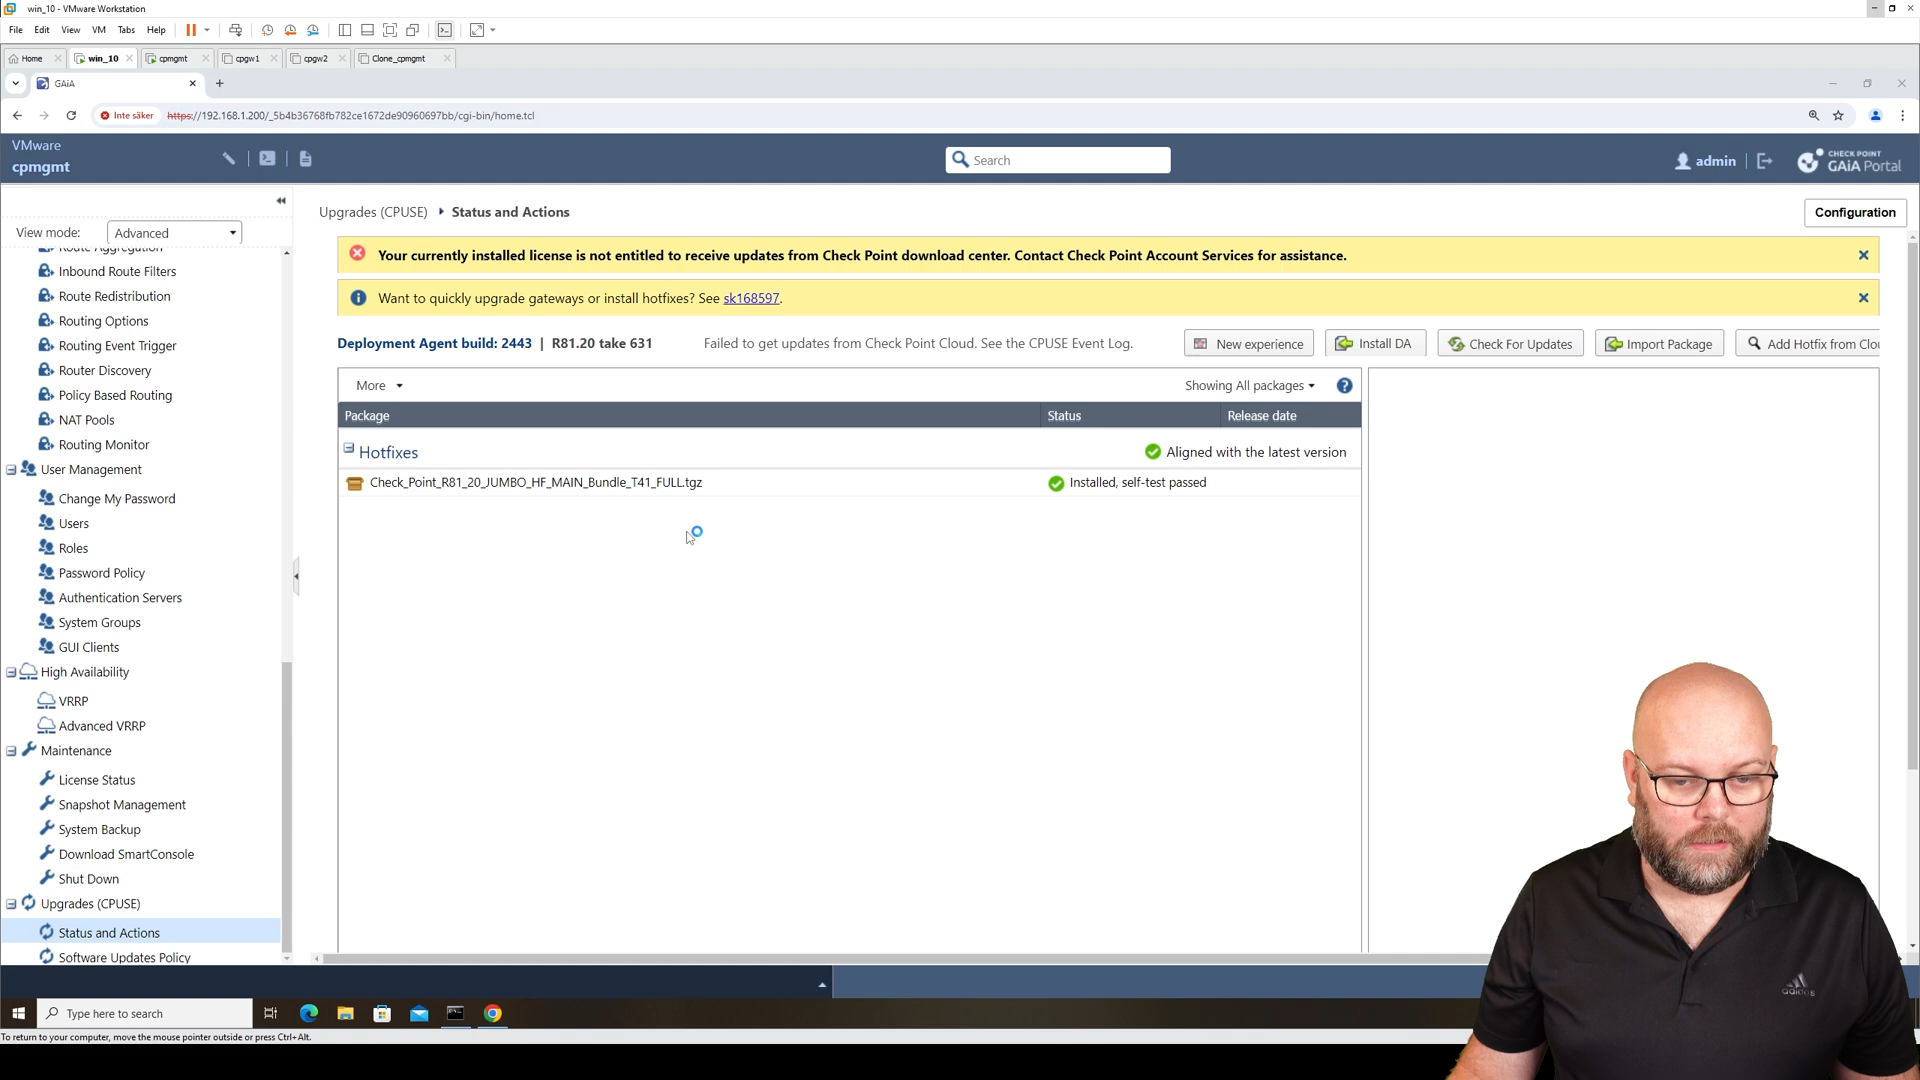 win_10 - VMware Workstation
File Edit View VM Tabs Help
Home win_10 cpmgmt cpgw1 cpgw2 Clone_cpmgmt
GAiA
Inte säker https://192.168.1.200/_5b4b36768fb782ce1672de90960697bb/cgi-bin/home.tcl
VMware
cpmgmt
Search
admin
CHECK POINT
GAiA Portal
View mode: Advanced
Upgrades (CPUSE) Status and Actions
Configuration
Route Aggregation
Inbound Route Filters
Route Redistribution
Routing Options
Routing Event Trigger
Router Discovery
Policy Based Routing
NAT Pools
Routing Monitor
User Management
Change My Password
Users
Roles
Password Policy
Authentication Servers
System Groups
GUI Clients
High Availability
VRRP
Advanced VRRP
Maintenance
License Status
Snapshot Management
System Backup
Download SmartConsole
Shut Down
Upgrades (CPUSE)
Status and Actions
Software Updates Policy
Your currently installed license is not entitled to receive updates from Check Point download center. Contact Check Point Account Services for assistance.
Want to quickly upgrade gateways or install hotfixes? See sk168597.
Deployment Agent build: 2443 | R81.20 take 631 Failed to get updates from Check Point Cloud. See the CPUSE Event Log. New experience Install DA Check For Updates Import Package Add Hotfix from Clou
More Showing All packages
Package Status Release date
Hotfixes Aligned with the latest version
Check_Point_R81_20_JUMBO_HF_MAIN_Bundle_T41_FULL.tgz Installed, self-test passed
adidas
Type here to search
To return to your computer, move the mouse pointer outside or press Ctrl+Alt.